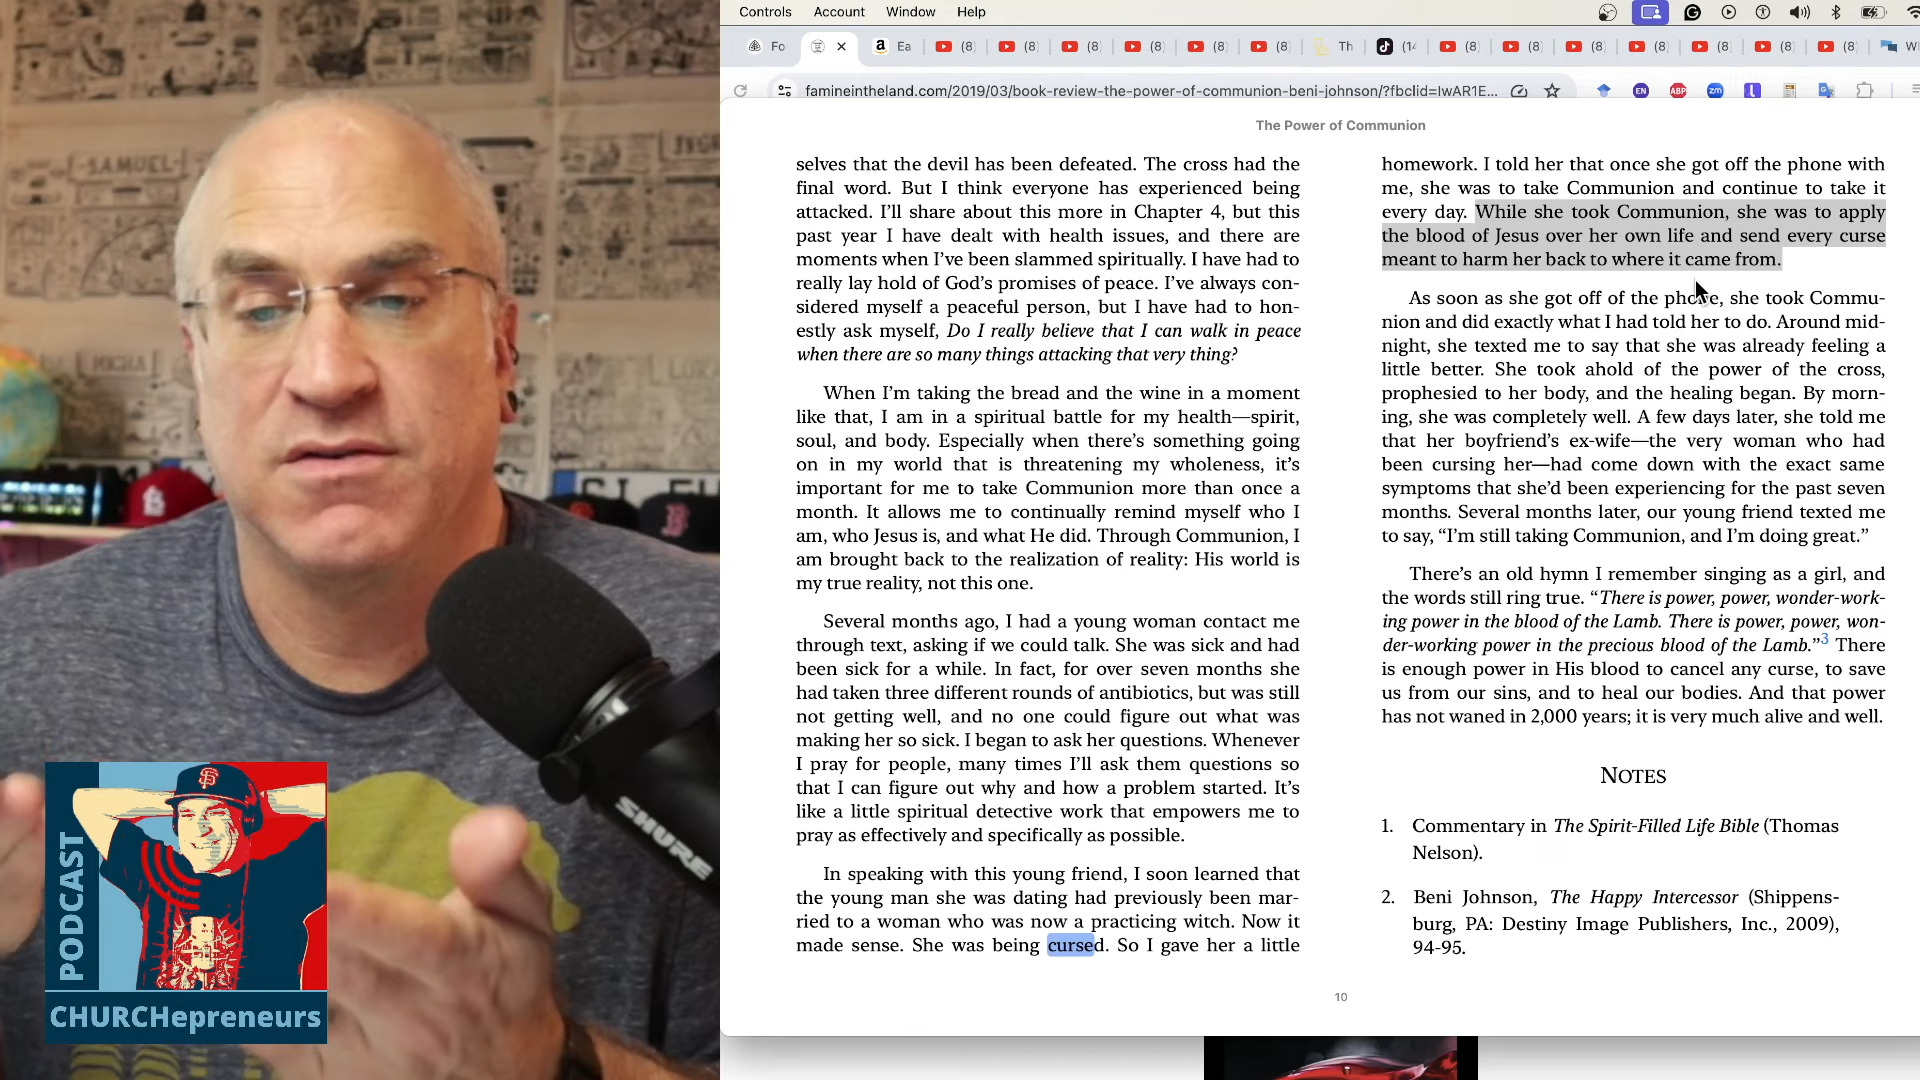 Controls Account Window Help
Fo
Ea
(8)
(8)
(8)
(8)
(8)
(8)
Th
(8)
(8)
(8)
(8)
(8)
(8)
(8)
famineintheland.com/2019/03/book-review-the-power-of-communion-beni-johnson/?fbclid=IwAR1E...
EN
ABP
zm
The Power of Communion
selves that the devil has been defeated. The cross had the
final word. But I think everyone has experienced being
attacked. I'll share about this more in Chapter 4, but this
past year I have dealt with health issues, and there are
moments when I've been slammed spiritually. I have had to
really lay hold of God's promises of peace. I've always con-
sidered myself a peaceful person, but I have had to hon-
estly ask myself, Do I really believe that I can walk in peace
when there are so many things attacking that very thing?
When I'm taking the bread and the wine in a moment
like that, I am in a spiritual battle for my health—spirit,
soul, and body. Especially when there's something going
on in my world that is threatening my wholeness, it's
important for me to take Communion more than once a
month. It allows me to continually remind myself who I
am, who Jesus is, and what He did. Through Communion, I
am brought back to the realization of reality: His world is
my true reality, not this one.
Several months ago, I had a young woman contact me
through text, asking if we could talk. She was sick and had
been sick for a while. In fact, for over seven months she
had taken three different rounds of antibiotics, but was still
not getting well, and no one could figure out what was
making her so sick. I began to ask her questions. Whenever
I pray for people, many times I'll ask them questions so
that I can figure out why and how a problem started. It's
like a little spiritual detective work that empowers me to
pray as effectively and specifically as possible.
In speaking with this young friend, I soon learned that
the young man she was dating had previously been mar-
ried to a woman who was now a practicing witch. Now it
made sense. She was being cursed. So I gave her a little
homework. I told her that once she got off the phone with
me, she was to take Communion and continue to take it
every day. While she took Communion, she was to apply
the blood of Jesus over her own life and send every curse
meant to harm her back to where it came from.
As soon as she got off of the phone, she took Commu-
nion and did exactly what I had told her to do. Around mid-
night, she texted me to say that she was already feeling a
little better. She took ahold of the power of the cross,
prophesied to her body, and the healing began. By morn-
ing, she was completely well. A few days later, she told me
that her boyfriend's ex-wife—the very woman who had
been cursing her—had come down with the exact same
symptoms that she'd been experiencing for the past seven
months. Several months later, our young friend texted me
to say, "I'm still taking Communion, and I'm doing great."
There's an old hymn I remember singing as a girl, and
the words still ring true. "There is power, power, wonder-work-
ing power in the blood of the Lamb. There is power, power, won-
der-working power in the precious blood of the Lamb."3 There
is enough power in His blood to cancel any curse, to save
us from our sins, and to heal our bodies. And that power
has not waned in 2,000 years; it is very much alive and well.
NOTES
1. Commentary in The Spirit-Filled Life Bible (Thomas
Nelson).
2. Beni Johnson, The Happy Intercessor (Shippens-
burg, PA: Destiny Image Publishers, Inc., 2009),
94-95.
10
SAMUEL
MICHA
SHURE
PODCAST
CHURCHepreneurs